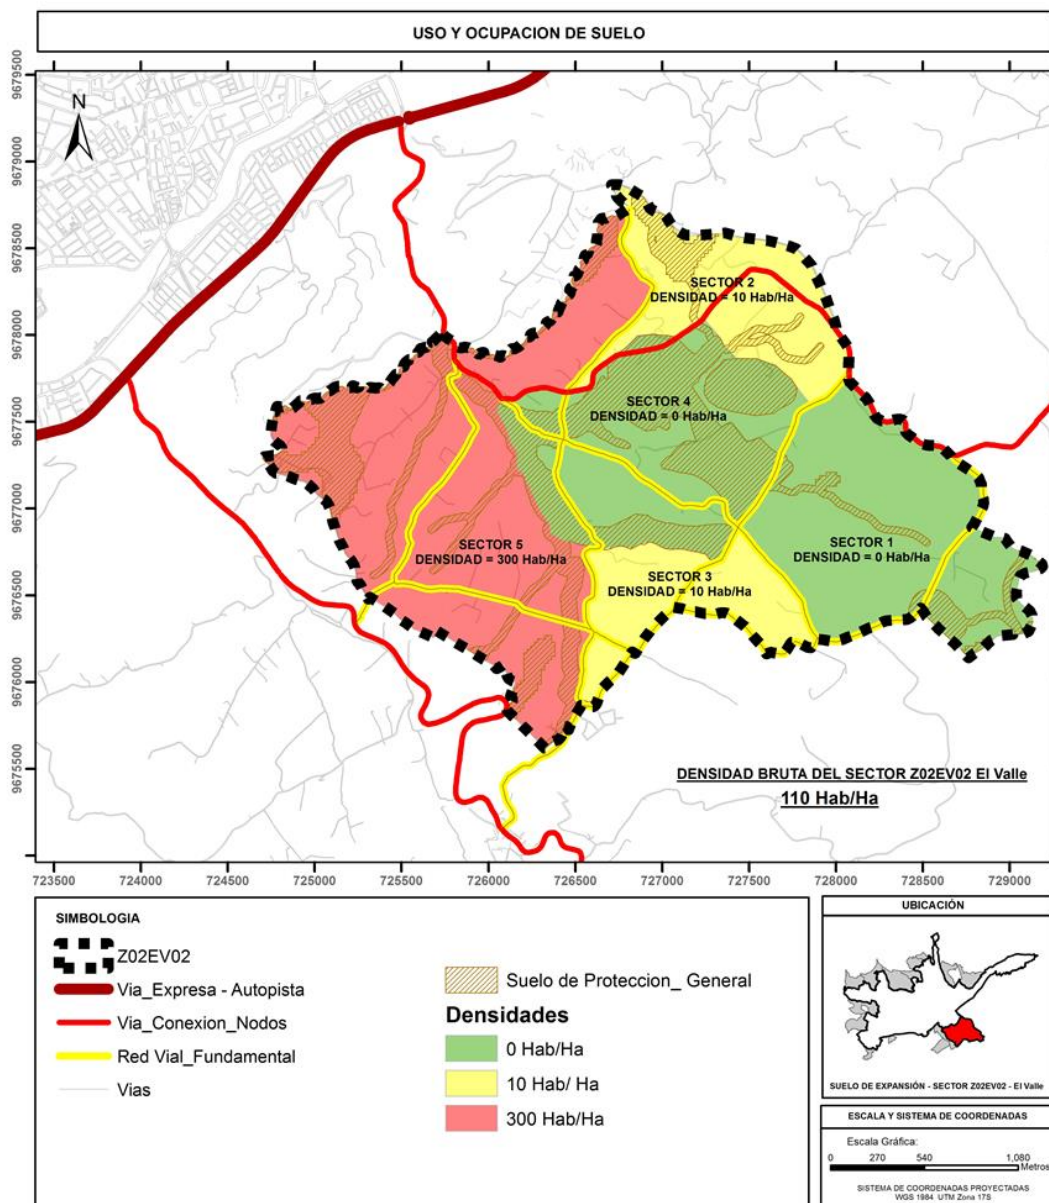 USO Y OCUPACION DE SUELO
9679500
9679000
9678500
9678000
9677500
9677000
9676500
9676000
9675500
N
SECTOR 2
DENSIDAD = 10 Hab/Ha
SECTOR 4
DENSIDAD = 0 Hab/Ha
SECTOR 5
DENSIDAD = 300 Hab/Ha
SECTOR 1
DENSIDAD = 0 Hab/Ha
SECTOR 3
DENSIDAD = 10 Hab/Ha
DENSIDAD BRUTA DEL SECTOR Z02EV02 El Valle
110 Hab/Ha
723500 724000 724500 725000 725500 726000 726500 727000 727500 728000 728500 729000
SIMBOLOGIA
Z02EV02
Via_Expresa - Autopista
Via_Conexion_Nodos
Red Vial_Fundamental
Vias
Suelo de Proteccion_ General
Densidades
0 Hab/Ha
10 Hab/ Ha
300 Hab/Ha
UBICACIÓN
SUELO DE EXPANSIÓN - SECTOR Z02EV02 - El Valle
ESCALA Y SISTEMA DE COORDENADAS
Escala Gráfica:
0 270 540 1,080
Metros
SISTEMA DE COORDENADAS PROYECTADAS
WGS 1984 UTM Zona 17S